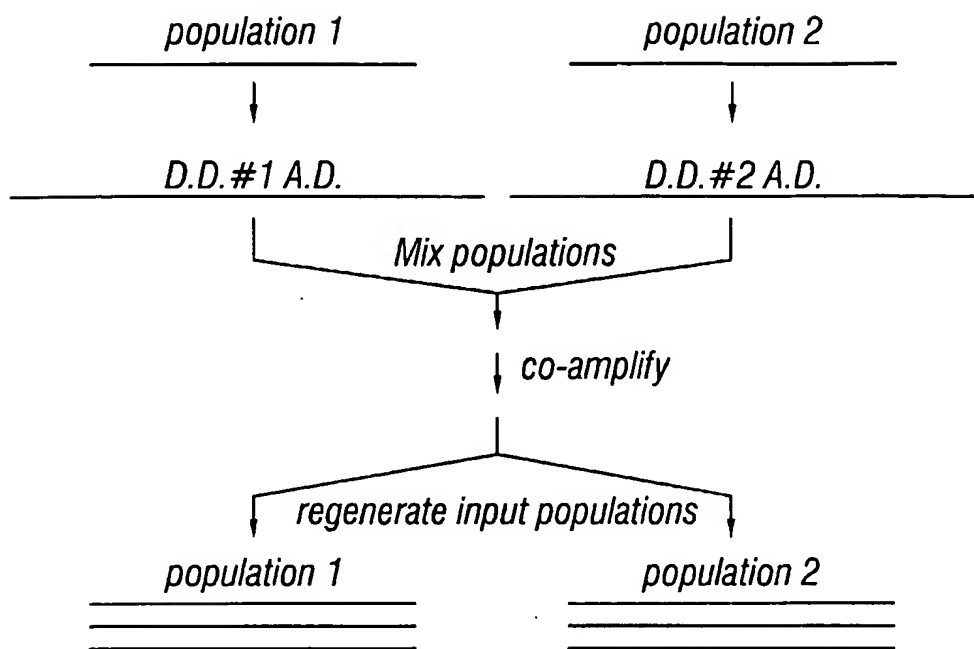 population 1
population 2
D.D. #1 A.D.
D.D. #2 A.D.
Mix populations
co-amplify
regenerate input populations
population 1
population 2